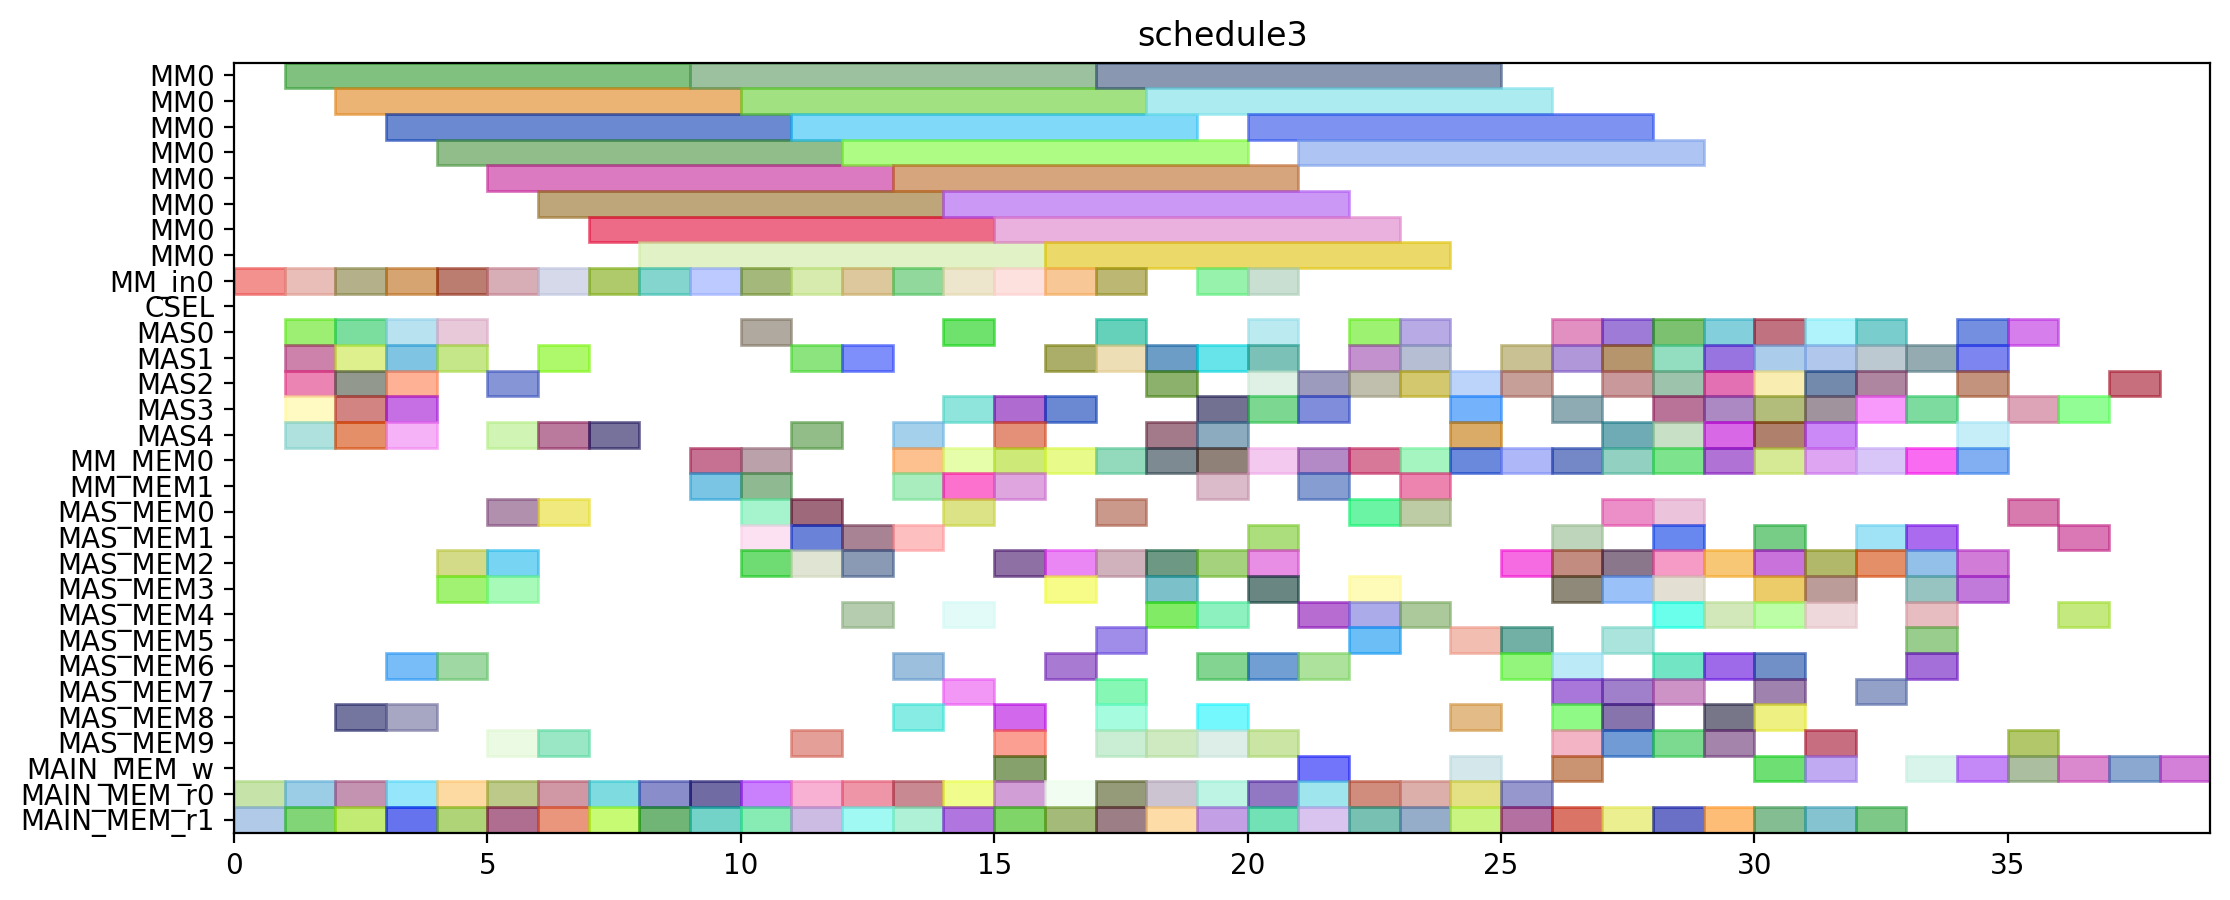 schedule3
MM0
MM0
MM0
MM0
MM0
MM0
MM0
MM0
MM_in0
CSEL
MAS0
MAS1
MAS2
MAS3
MAS4
MM_MEM0
MM_MEM1
MAS_MEM0
MAS_MEM1
MAS_MEM2
MAS_MEM3
MAS_MEM4
MAS_MEM5
MAS_MEM6
MAS_MEM7
MAS_MEM8
MAS_MEM9
MAIN_MEM_w
MAIN_MEM_r0
MAIN_MEM_r1
0 5 10 15 20 25 30 35